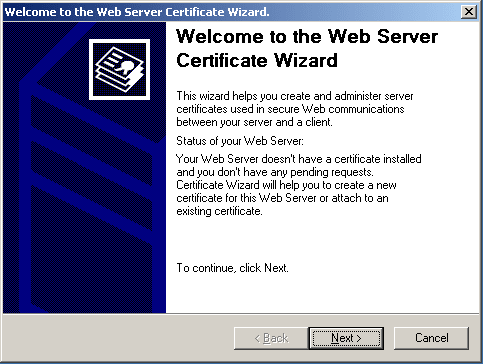 Welcome to the Web Server Certificate Wizard.
Welcome to the Web Server
Certificate Wizard
This wizard helps you create and administer server
certificates used in secure Web communications
between your server and a client.
Status of your Web Server:
Your Web Server doesn't have a certificate installed
and you don't have any pending requests.
Certificate Wizard will help you to create a new
certificate for this Web Server or attach to an
existing certificate.
To continue, click Next.
< Back
Next >
Cancel